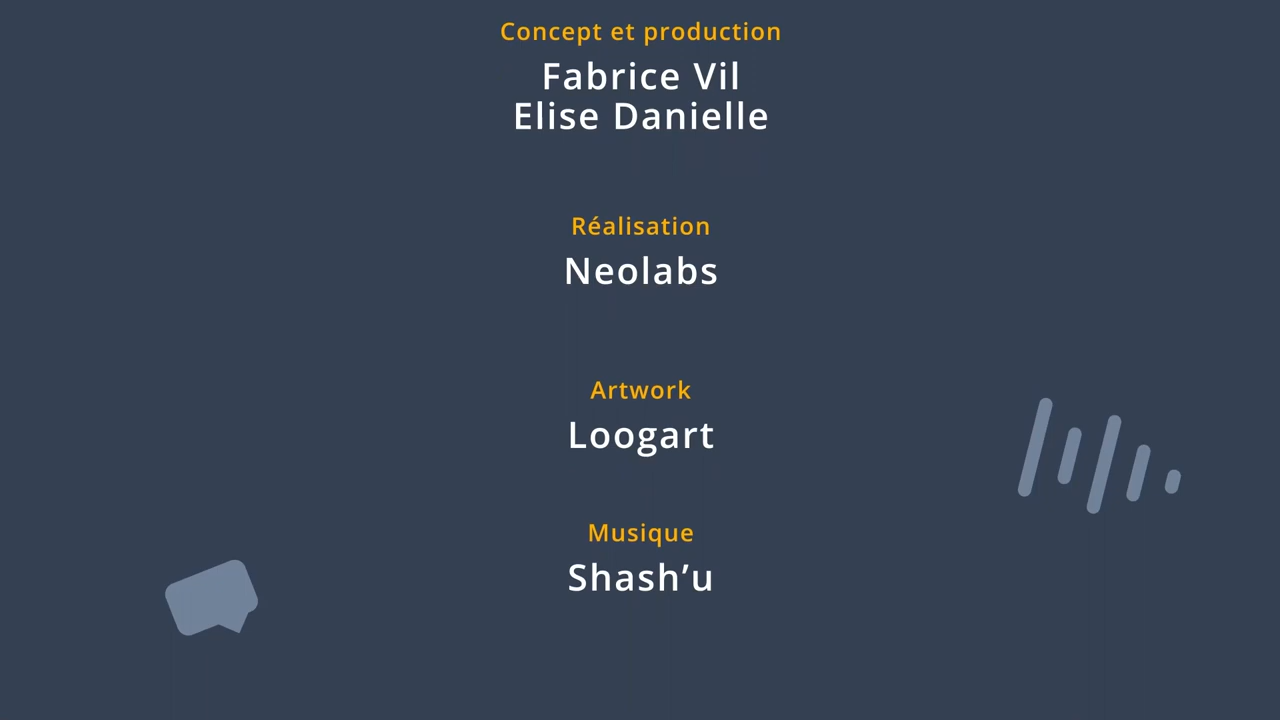 Concept et production
Fabrice Vil
Elise Danielle
Réalisation
Neolabs
Artwork
Loogart
Musique
Shash’u